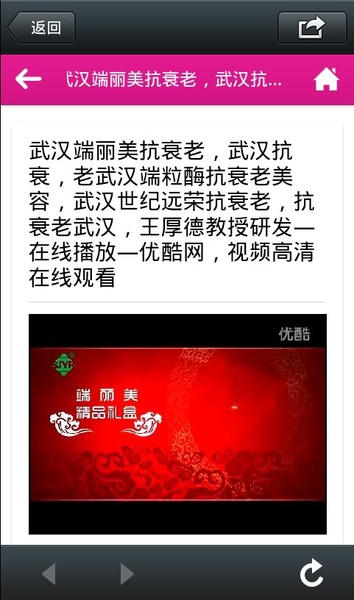 返回
汉端丽美抗衰老，武汉抗...
武汉端丽美抗衰老，武汉抗
衰，老武汉端粒酶抗衰老美
容，武汉世纪远荣抗衰老，抗
衰老武汉，王厚德教授研发—
在线播放—优酷网，视频高清
在线观看
优酷
SJYR
端丽美
精品礼盒